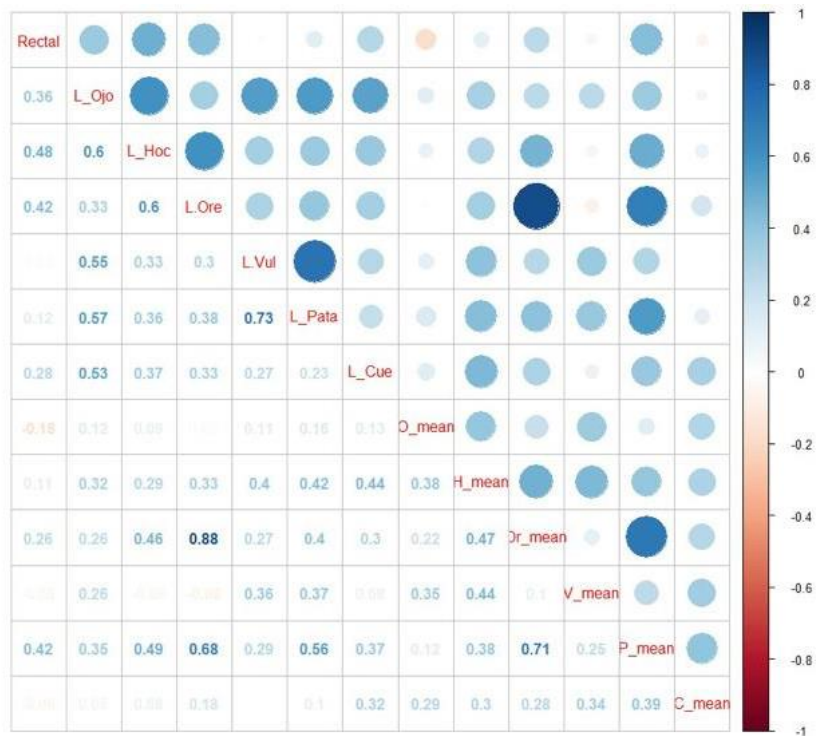 Rectal
0.36 L_Ojo
0.48 0.6 L_Hoc
0.42 0.33 0.6 L.Ore
0.55 0.33 0.3 L.Vul
0.12 0.57 0.36 0.38 0.73 L_Pata
0.28 0.53 0.37 0.33 0.27 0.23 L_Cue
-0.18 0.12 0.11 0.16 0.13 O_mean
0.11 0.32 0.29 0.33 0.4 0.42 0.44 0.38 H_mean
0.26 0.26 0.46 0.88 0.27 0.4 0.3 0.22 0.47 Or_mean
0.26 0.36 0.37 0.35 0.44 0.1 V_mean
0.42 0.35 0.49 0.68 0.29 0.56 0.37 0.12 0.38 0.71 0.25 P_mean
0.18 0.1 0.32 0.29 0.3 0.28 0.34 0.39 C_mean
1
0.8
0.6
0.4
0.2
0
-0.2
-0.4
-0.6
-0.8
-1